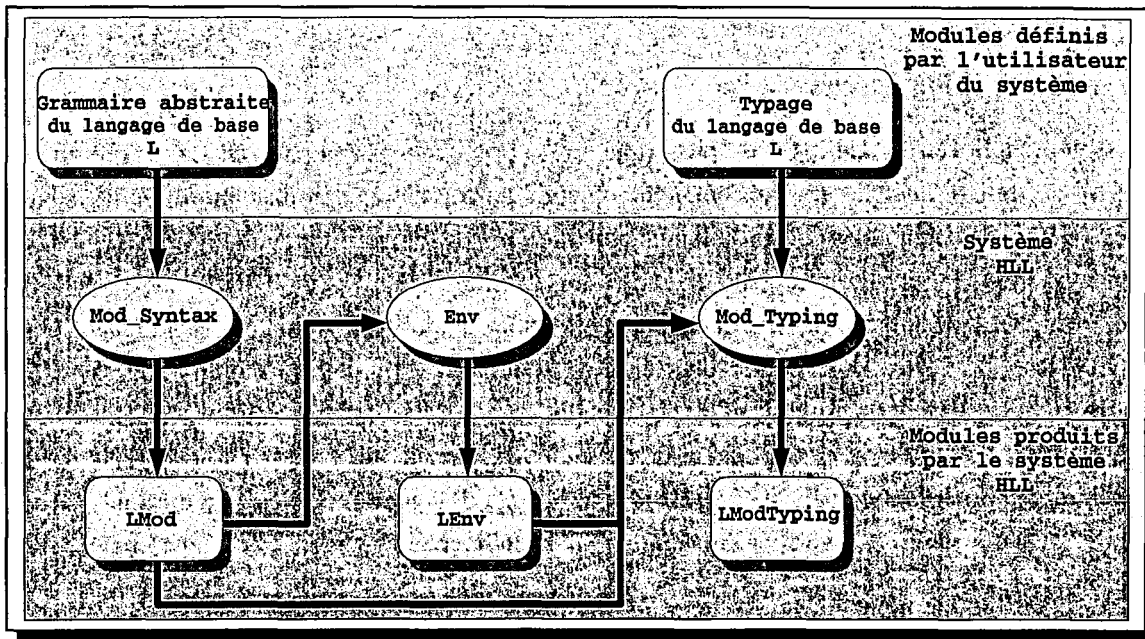 Modules définis
par l'utilisateur
du système
Grammaire abstraite
du langage de base
L
Typage
du langage de base
L
Système
HLL
Mod_Syntax
Env
Mod_Typing
Modules produits
par le système
HLL
LMod
LEnv
LModTyping